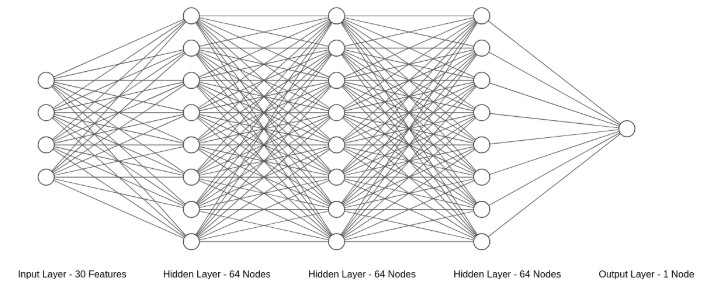 Input Layer - 30 Features
Hidden Layer - 64 Nodes
Hidden Layer - 64 Nodes
Hidden Layer - 64 Nodes
Output Layer - 1 Node